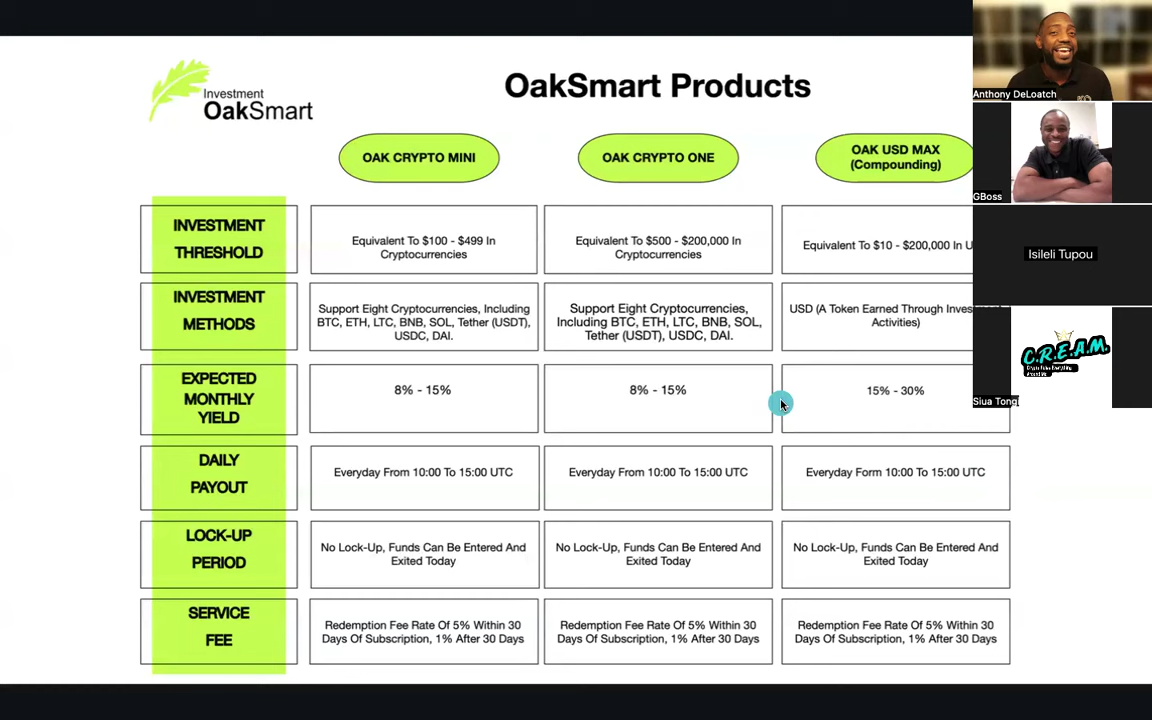 Investment
OakSmart
OakSmart Products
OAK CRYPTO MINI
OAK CRYPTO ONE
OAK USD MAX
(Compounding)
INVESTMENT
THRESHOLD
Equivalent To $100 - $499 In
Cryptocurrencies
Equivalent To $500 - $200,000 In
Cryptocurrencies
Equivalent To $10 - $200,000 In U
INVESTMENT
METHODS
Support Eight Cryptocurrencies, Including
BTC, ETH, LTC, BNB, SOL, Tether (USDT),
USDC, DAI.
Support Eight Cryptocurrencies,
Including BTC, ETH, LTC, BNB, SOL,
Tether (USDT), USDC, DAI.
USD (A Token Earned Through
Activities)
EXPECTED
MONTHLY
YIELD
8% - 15%
8% - 15%
15% - 30%
DAILY
PAYOUT
Everyday From 10:00 To 15:00 UTC
Everyday From 10:00 To 15:00 UTC
Everyday Form 10:00 To 15:00 UTC
LOCK-UP
PERIOD
No Lock-Up, Funds Can Be Entered And
Exited Today
No Lock-Up, Funds Can Be Entered And
Exited Today
No Lock-Up, Funds Can Be Entered And
Exited Today
SERVICE
FEE
Redemption Fee Rate Of 5% Within 30
Days Of Subscription, 1% After 30 Days
Redemption Fee Rate Of 5% Within 30
Days Of Subscription, 1% After 30 Days
Redemption Fee Rate Of 5% Within 30
Days Of Subscription, 1% After 30 Days
Anthony DeLoatch
GBoss
Isileli Tupou
C.R.E.A.M.
Siua Tong